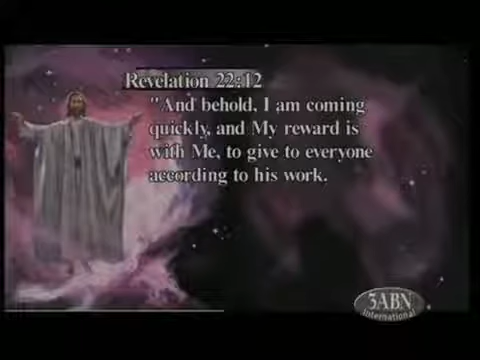 Revelation 22:12
"And behold, I am coming
quickly, and My reward is
with Me, to give to everyone
according to his work.
3ABN
International